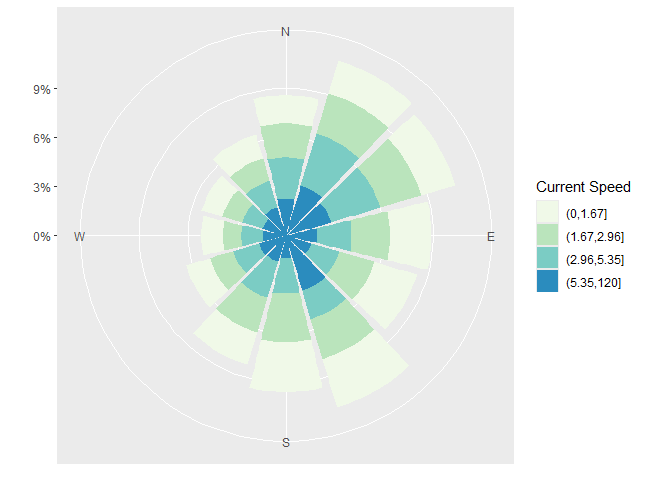 N
9%
6%
3%
0%
W
E
S
Current Speed
(0,1.67]
(1.67,2.96]
(2.96,5.35]
(5.35,120]